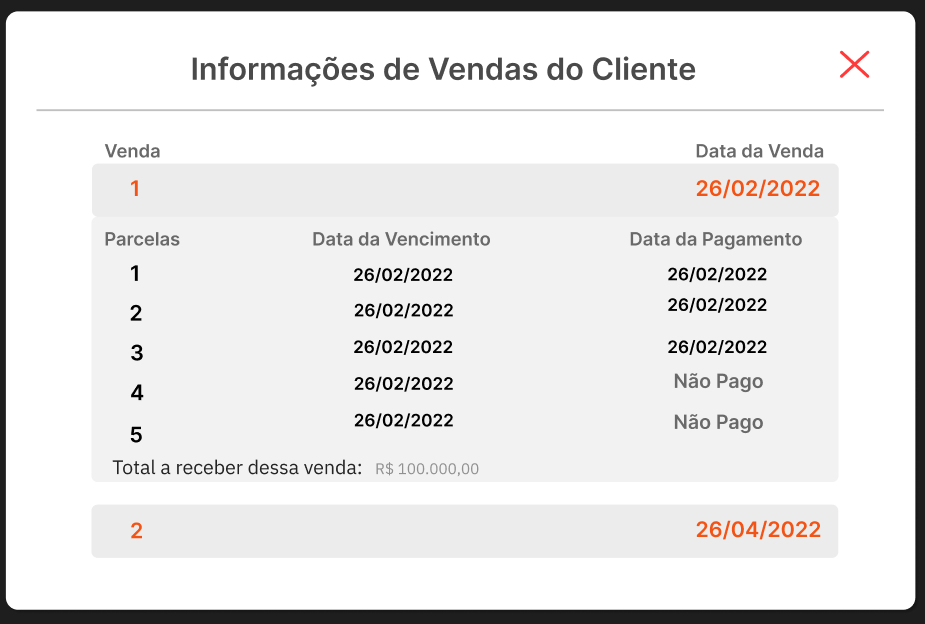 Informações de Vendas do Cliente
Venda Data da Venda
1 26/02/2022
Parcelas Data da Vencimento Data da Pagamento
1 26/02/2022 26/02/2022
2 26/02/2022 26/02/2022
3 26/02/2022 26/02/2022
4 26/02/2022 Não Pago
5 26/02/2022 Não Pago
Total a receber dessa venda: R$ 100.000,00
2 26/04/2022